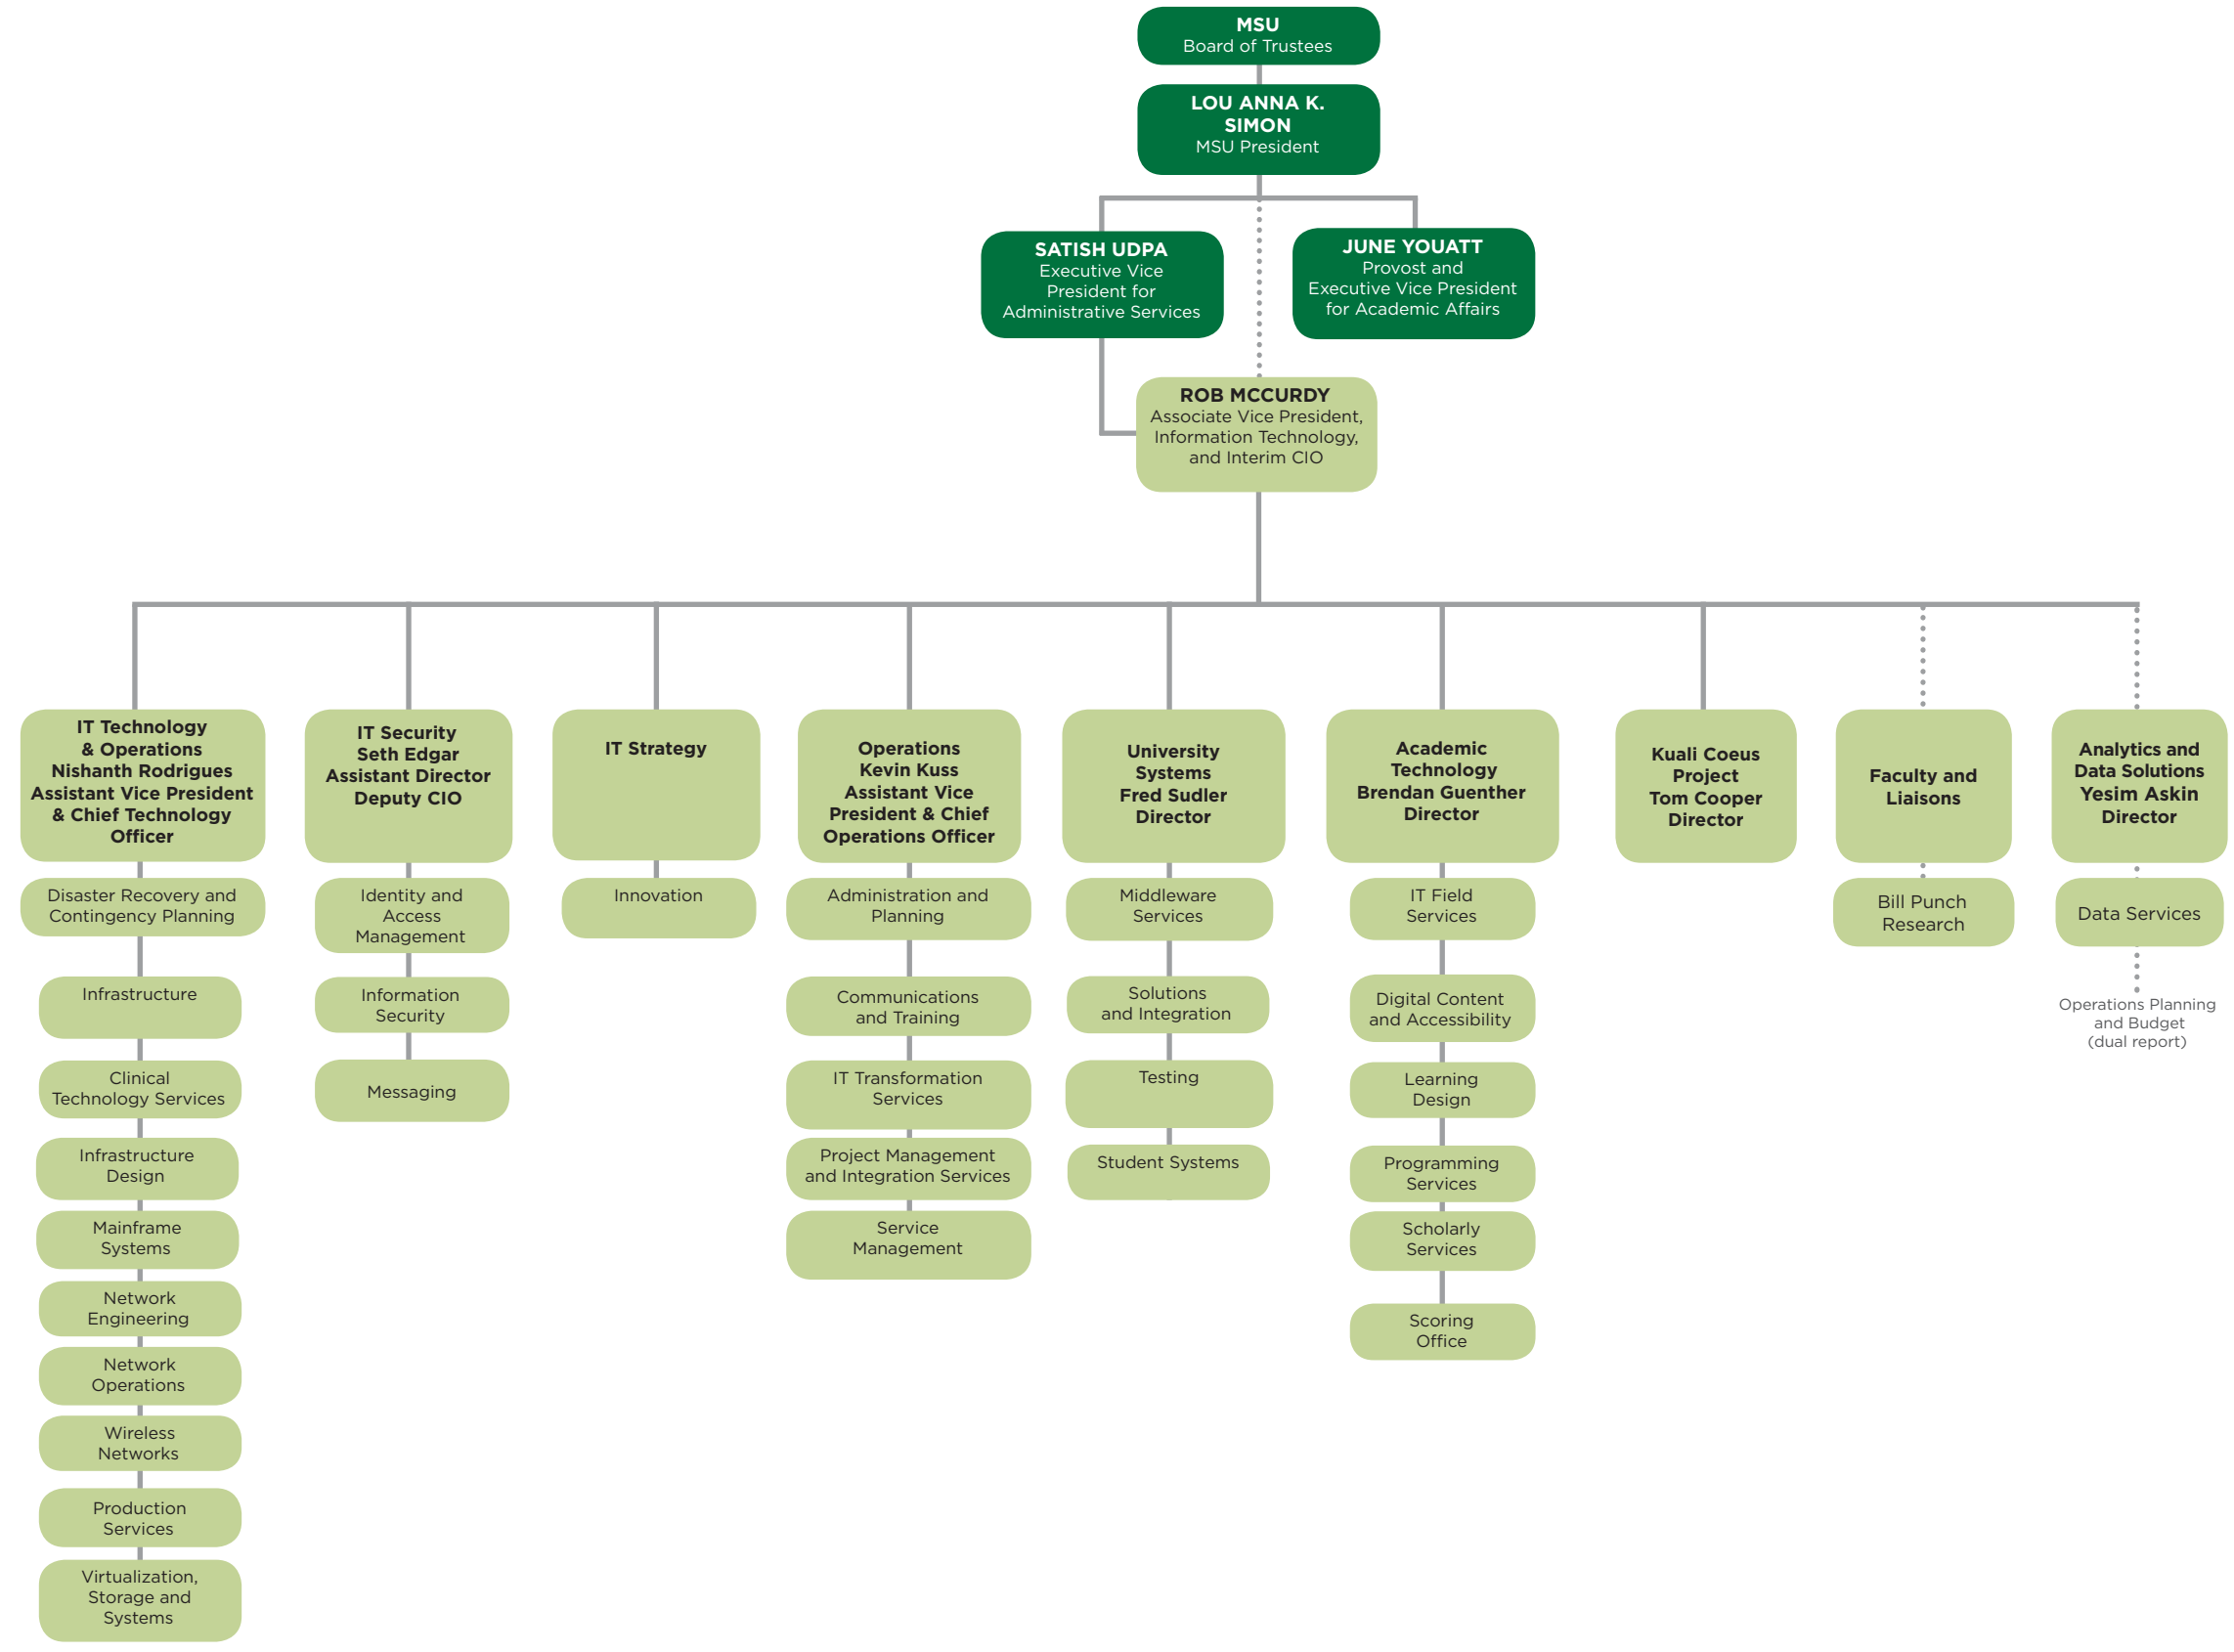 MSU
Board of Trustees
LOU ANNA K.
SIMON
MSU President
SATISH UDPA
Executive Vice
President for
Administrative Services
JUNE YOUATT
Provost and
Executive Vice President
for Academic Affairs
ROB MCCURDY
Associate Vice President,
Information Technology,
and Interim CIO
IT Technology
& Operations
Nishanth Rodrigues
Assistant Vice President
& Chief Technology
Officer
Disaster Recovery and
Contingency Planning
Infrastructure
Clinical
Technology Services
Infrastructure
Design
Mainframe
Systems
Network
Engineering
Network
Operations
Wireless
Networks
Production
Services
Virtualization,
Storage and
Systems
IT Security
Seth Edgar
Assistant Director
Deputy CIO
Identity and
Access
Management
Information
Security
Messaging
IT Strategy
Innovation
Operations
Kevin Kuss
Assistant Vice
President & Chief
Operations Officer
Administration and
Planning
Communications
and Training
IT Transformation
Services
Project Management
and Integration Services
Service
Management
University
Systems
Fred Sudler
Director
Middleware
Services
Solutions
and Integration
Testing
Student Systems
Academic
Technology
Brendan Guenther
Director
IT Field
Services
Digital Content
and Accessibility
Learning
Design
Programming
Services
Scholarly
Services
Scoring
Office
Kuali Coeus
Project
Tom Cooper
Director
Faculty and
Liaisons
Bill Punch
Research
Analytics and
Data Solutions
Yesim Askin
Director
Data Services
Operations Planning
and Budget
(dual report)